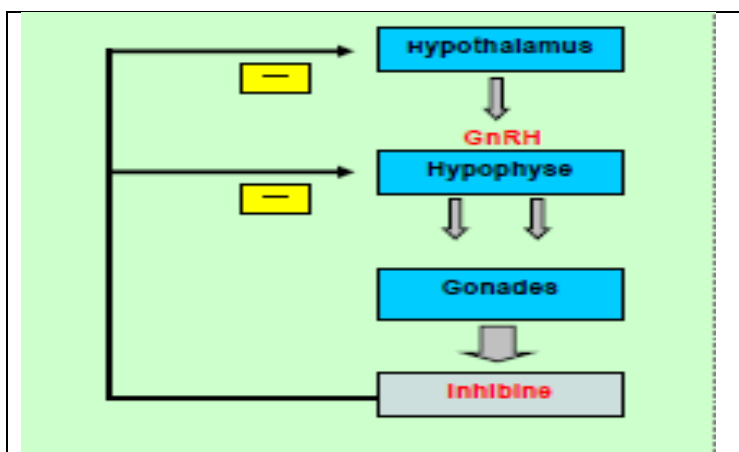 Hypothalamus
—
GnRH
Hypophyse
—
Gonades
Inhibine